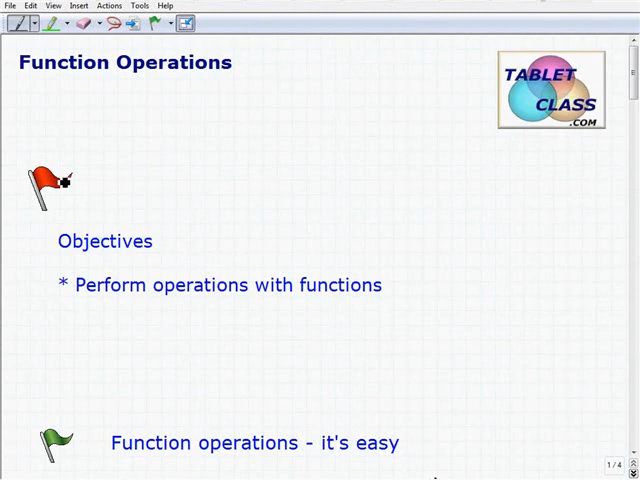 File Edit View Insert Actions Tools Help
Function Operations
TABLET
CLASS
.COM
Objectives
* Perform operations with functions
Function operations - it's easy
1 / 4